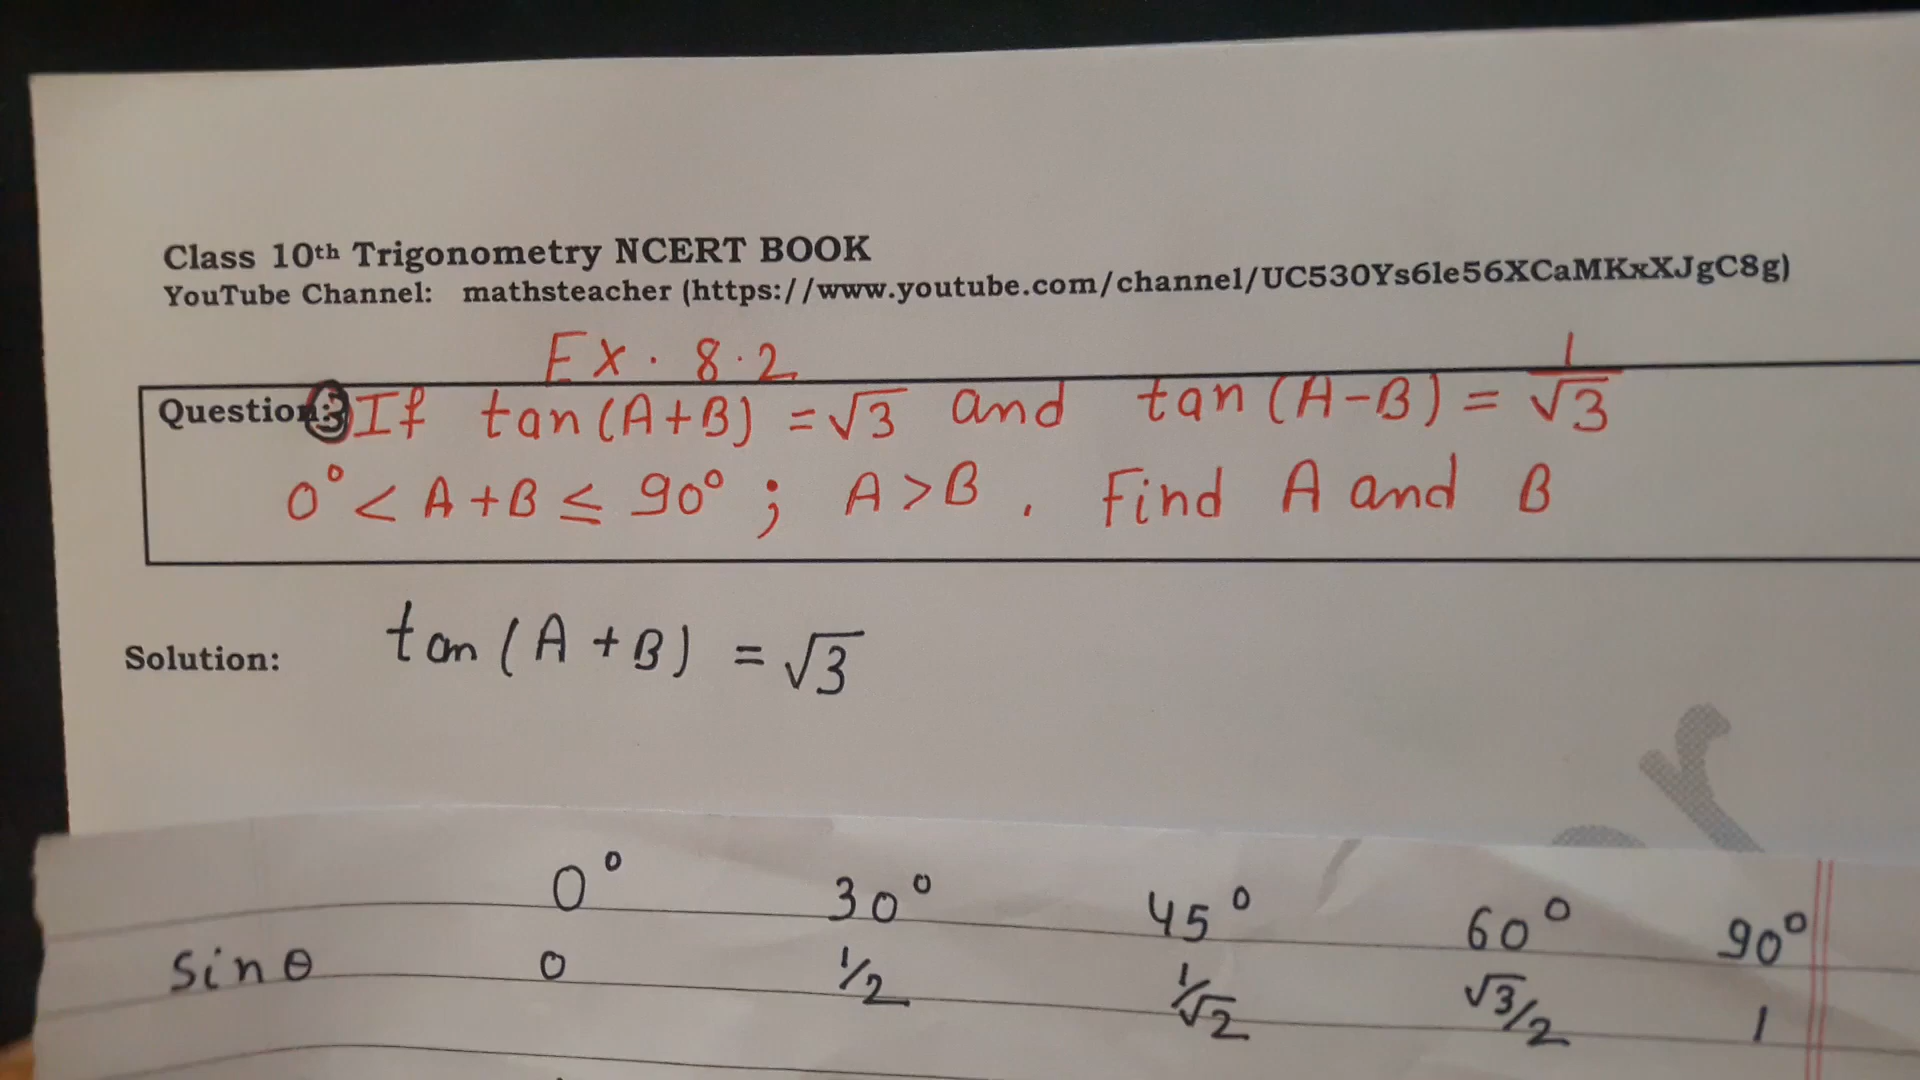 Class 10th Trigonometry NCERT BOOK
YouTube Channel: mathsteacher (https://www.youtube.com/channel/UC530Ys6le56XCaMKxXJgC8g)
Ex. 8.2
Question:3 If tan(A+B) = √3 and tan(A-B) = 1/√3
0° < A+B ≤ 90° ; A>B . Find A and B
Solution: tan(A+B) = √3
0° 30° 45° 60° 90°
sinθ 0 1/2 1/√2 √3/2 1